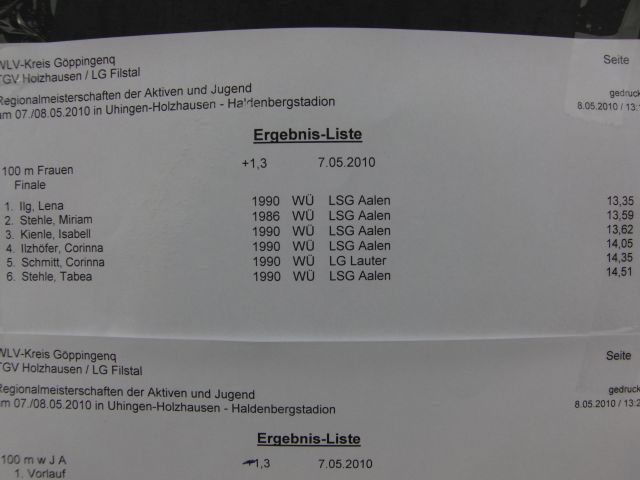 WLV-Kreis Göppingenq Seite
TGV Holzhausen / LG Filstal
Regionalmeisterschaften der Aktiven und Jugend gedruck
am 07./08.05.2010 in Uhingen-Holzhausen - Haldenbergstadion 8.05.2010 / 13:
Ergebnis-Liste
100 m Frauen +1,3 7.05.2010
Finale
1. Ilg, Lena 1990 WÜ LSG Aalen 13,35
2. Stehle, Miriam 1986 WÜ LSG Aalen 13,59
3. Kienle, Isabell 1990 WÜ LSG Aalen 13,62
4. Ilzhöfer, Corinna 1990 WÜ LSG Aalen 14,05
5. Schmitt, Corinna 1990 WÜ LG Lauter 14,35
6. Stehle, Tabea 1990 WÜ LSG Aalen 14,51
WLV-Kreis Göppingenq Seite
TGV Holzhausen / LG Filstal
Regionalmeisterschaften der Aktiven und Jugend gedruck
am 07./08.05.2010 in Uhingen-Holzhausen - Haldenbergstadion 8.05.2010 / 13:2
Ergebnis-Liste
100 m w J A +1,3 7.05.2010
1. Vorlauf